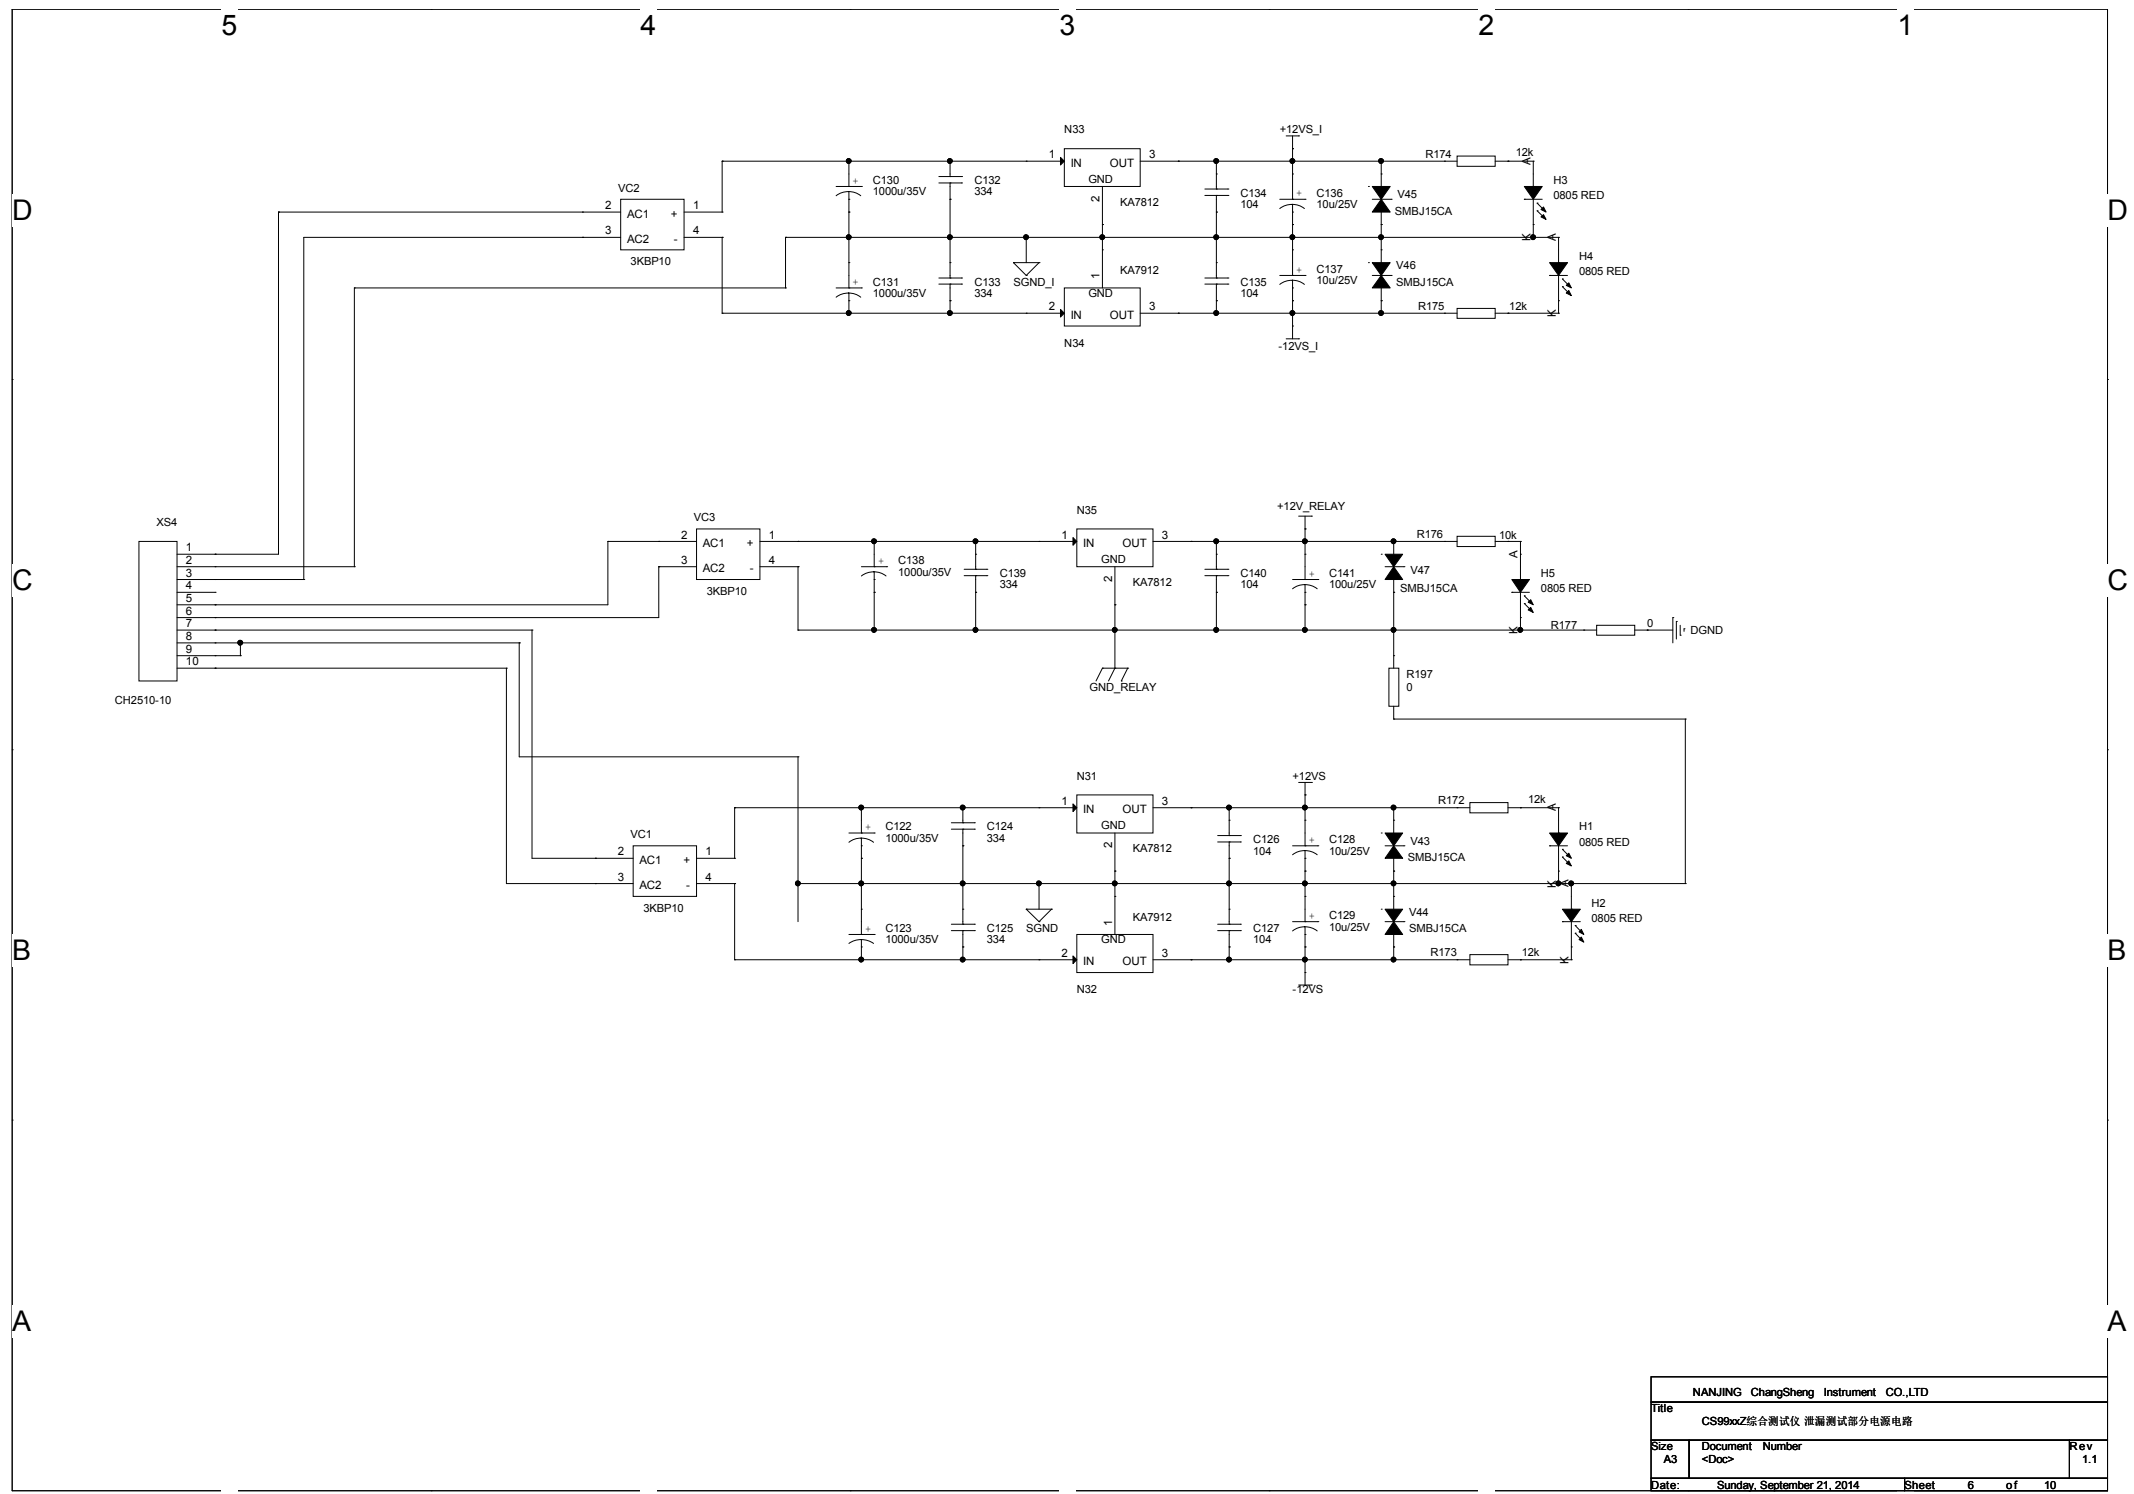 5 4 3 2 1
D D
C C
B B
A A
N33
+12VS_I
1 IN OUT 3
GND
2
KA7812
R174 12k A
VC2
2 AC1 + 1
3 AC2 - 4
3KBP10
+ C130
1000u/35V
C132
334
C134
104
+ C136
10u/25V
V45
SMBJ15CA
H3
0805 RED
K A
+ C131
1000u/35V
C133
334
SGND_I
KA7912
1
GND
2 IN OUT 3
N34
C135
104
+ C137
10u/25V
V46
SMBJ15CA
H4
0805 RED
R175 12k K
-12VS_I
XS4
1
2
3
4
5
6
7
8
9
10
CH2510-10
VC3
2 AC1 + 1
3 AC2 - 4
3KBP10
N35
+12V_RELAY
1 IN OUT 3
GND
2
KA7812
R176 10k
A
+ C138
1000u/35V
C139
334
C140
104
+ C141
100u/25V
V47
SMBJ15CA
H5
0805 RED
K R177 0 DGND
GND_RELAY
R197
0
N31
+12VS
1 IN OUT 3
GND
2
KA7812
R172 12k A
VC1
2 AC1 + 1
3 AC2 - 4
3KBP10
+ C122
1000u/35V
C124
334
C126
104
+ C128
10u/25V
V43
SMBJ15CA
H1
0805 RED
K A
+ C123
1000u/35V
C125
334
SGND
KA7912
1
GND
2 IN OUT 3
N32
C127
104
+ C129
10u/25V
V44
SMBJ15CA
H2
0805 RED
R173 12k K
-12VS
NANJING ChangSheng Instrument CO.,LTD
Title
CS99xxZ综合测试仪 泄漏测试部分电源电路
Size Document Number Rev
A3 <Doc> 1.1
Date: Sunday, September 21, 2014 Sheet 6 of 10
5 4 3 2 1